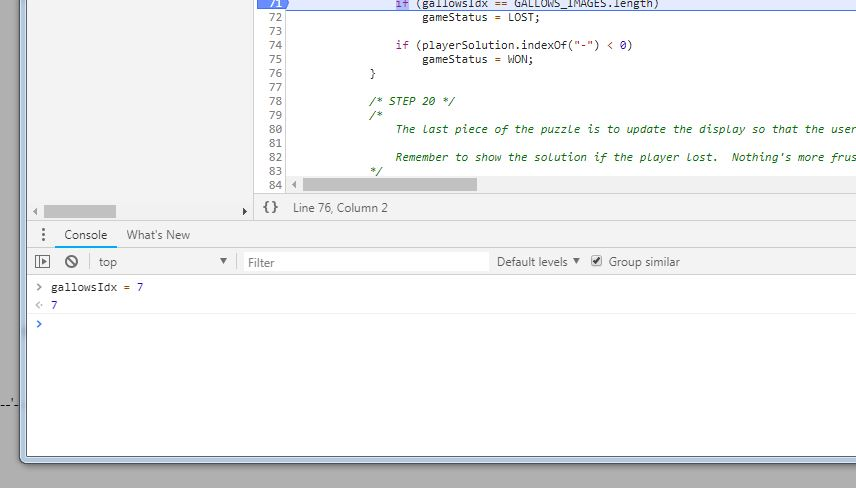 71 if (gallowsIdx == GALLOWS_IMAGES.length)
72 gameStatus = LOST;
73
74 if (playerSolution.indexOf("-") < 0)
75 gameStatus = WON;
76 }
77
78 /* STEP 20 */
79 /*
80 The last piece of the puzzle is to update the display so that the user
81
82 Remember to show the solution if the player lost. Nothing's more frus
83 */
84
{} Line 76, Column 2
Console What's New
top Filter Default levels Group similar
> gallowsIdx = 7
7
>
--'-